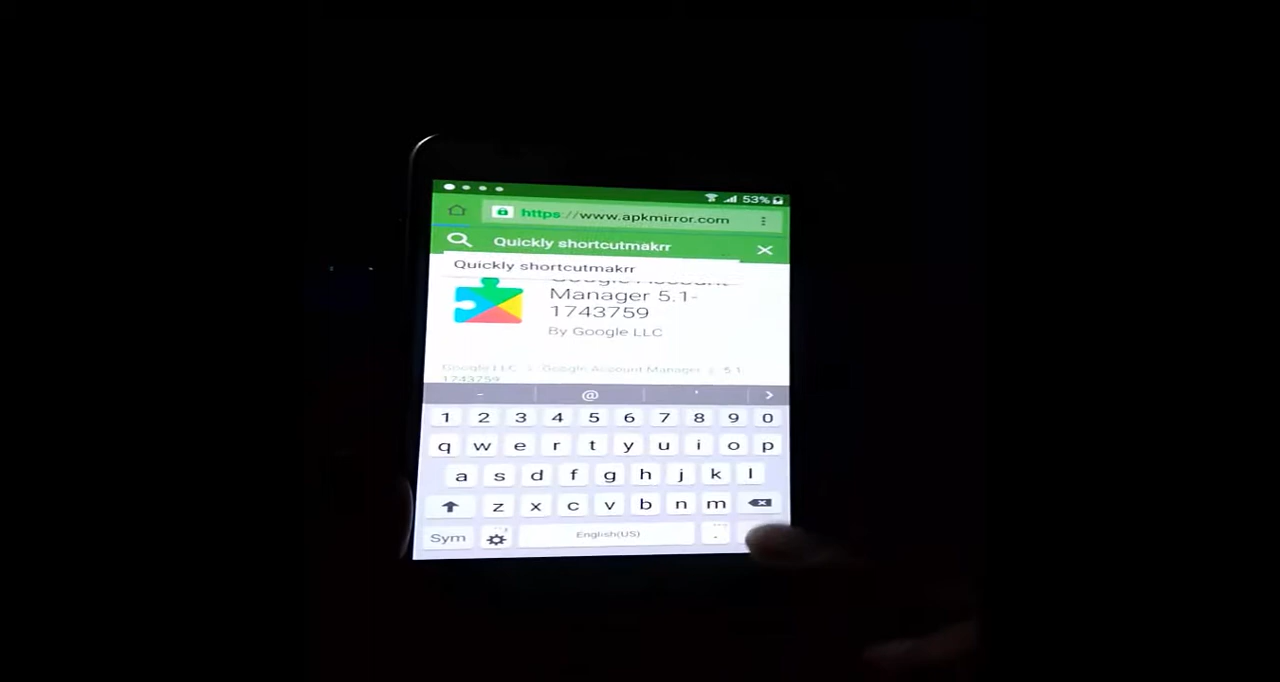 53%
https://www.apkmirror.com
Quickly shortcutmakrr
Quickly shortcutmakrr
Google Account
Manager 5.1-
1743759
By Google LLC
Google LLC Google Account Manager 5.1
1743759
- @ '
1 2 3 4 5 6 7 8 9 0
q w e r t y u i o p
a s d f g h j k l
z x c v b n m
Sym English(US) .